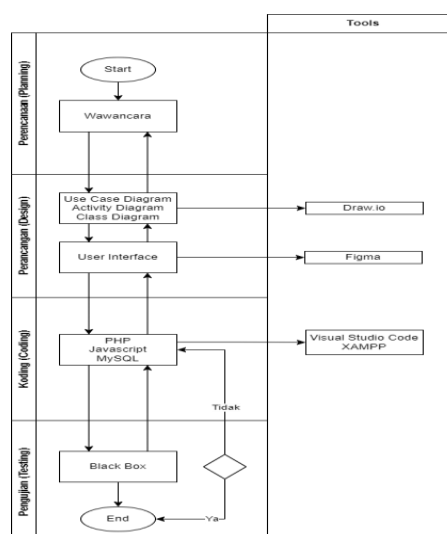 Tools
Perencanaan (Planning)
Start
Wawancara
Perancangan (Design)
Use Case Diagram
Activity Diagram
Class Diagram
Draw.io
User Interface
Figma
Koding (Coding)
PHP
Javascript
MySQL
Visual Studio Code
XAMPP
Tidak
Pengujian (Testing)
Black Box
End
Ya